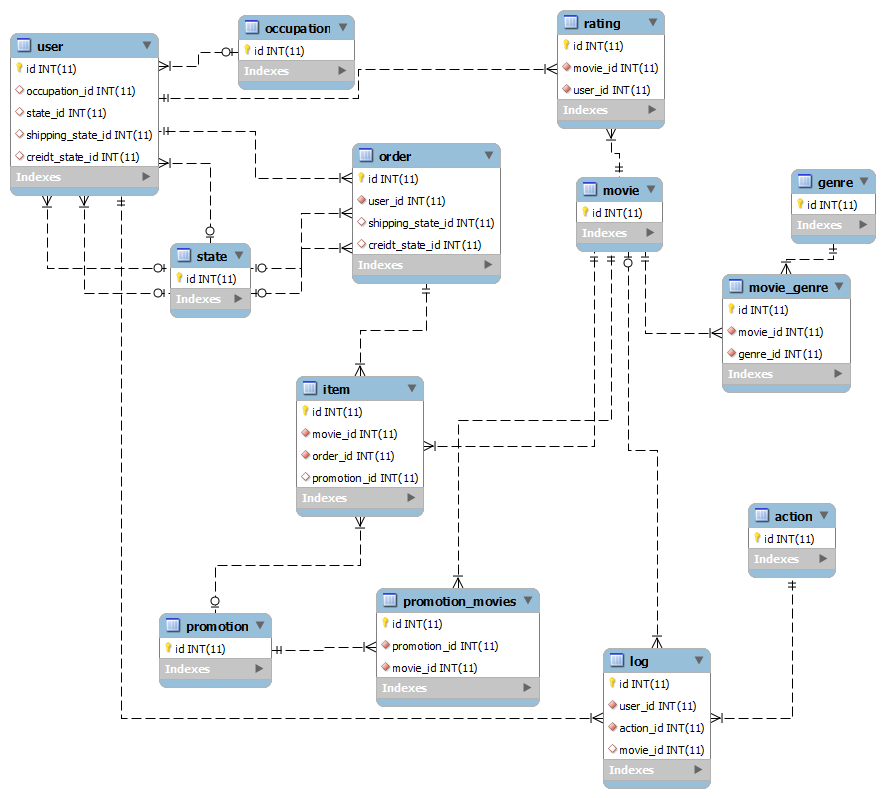 user
id INT(11)
occupation_id INT(11)
state_id INT(11)
shipping_state_id INT(11)
creidt_state_id INT(11)
Indexes
occupation
id INT(11)
Indexes
rating
id INT(11)
movie_id INT(11)
user_id INT(11)
Indexes
order
id INT(11)
user_id INT(11)
shipping_state_id INT(11)
creidt_state_id INT(11)
Indexes
movie
id INT(11)
Indexes
genre
id INT(11)
Indexes
state
id INT(11)
Indexes
movie_genre
id INT(11)
movie_id INT(11)
genre_id INT(11)
Indexes
item
id INT(11)
movie_id INT(11)
order_id INT(11)
promotion_id INT(11)
Indexes
action
id INT(11)
Indexes
promotion
id INT(11)
Indexes
promotion_movies
id INT(11)
promotion_id INT(11)
movie_id INT(11)
Indexes
log
id INT(11)
user_id INT(11)
action_id INT(11)
movie_id INT(11)
Indexes